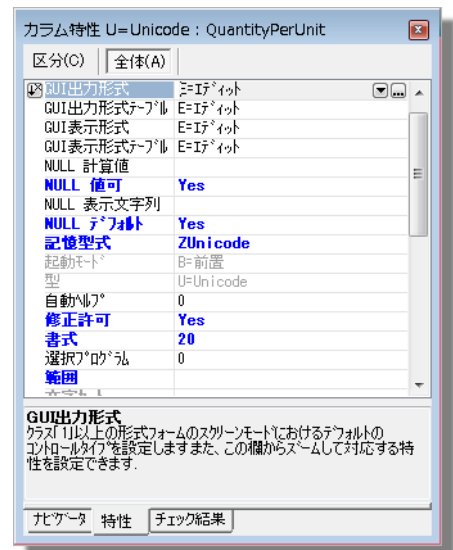 カラム特性 U=Unicode : QuantityPerUnit
区分(C) 全体(A)
GUI出力形式 E=ｴﾃﾞｨｯﾄ
GUI出力形式ﾃｰﾌﾞﾙ E=ｴﾃﾞｨｯﾄ
GUI表示形式 E=ｴﾃﾞｨｯﾄ
GUI表示形式ﾃｰﾌﾞﾙ E=ｴﾃﾞｨｯﾄ
NULL 計算値
NULL 値可 Yes
NULL 表示文字列
NULL ﾃﾞﾌｫﾙﾄ Yes
記憶型式 ZUnicode
起動ﾓｰﾄﾞ B=前置
型 U=Unicode
自動ﾍﾙﾌﾟ 0
修正許可 Yes
書式 20
選択ﾌﾟﾛｸﾞﾗﾑ 0
範囲
GUI出力形式
ｸﾗｽ｢1｣以上の形式ﾌｫｰﾑのｽｸﾘｰﾝﾓｰﾄﾞにおけるﾃﾞﾌｫﾙﾄの
ｺﾝﾄﾛｰﾙﾀｲﾌﾟを設定しますまた、この欄からｽﾞｰﾑして対応する特
性を設定できます.
ﾅﾋﾞｹﾞｰﾀ 特性 ﾁｪｯｸ結果